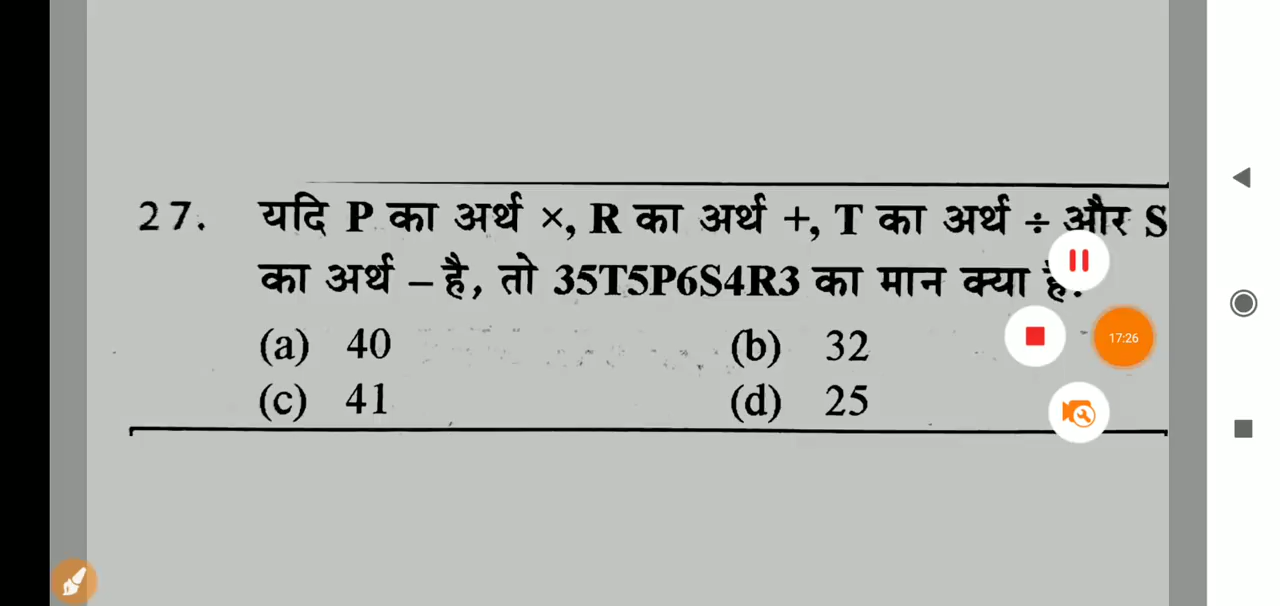 27. यदि P का अर्थ ×, R का अर्थ +, T का अर्थ ÷ और S
का अर्थ – है, तो 35T5P6S4R3 का मान क्या है
(a) 40 (b) 32
(c) 41 (d) 25
17:26